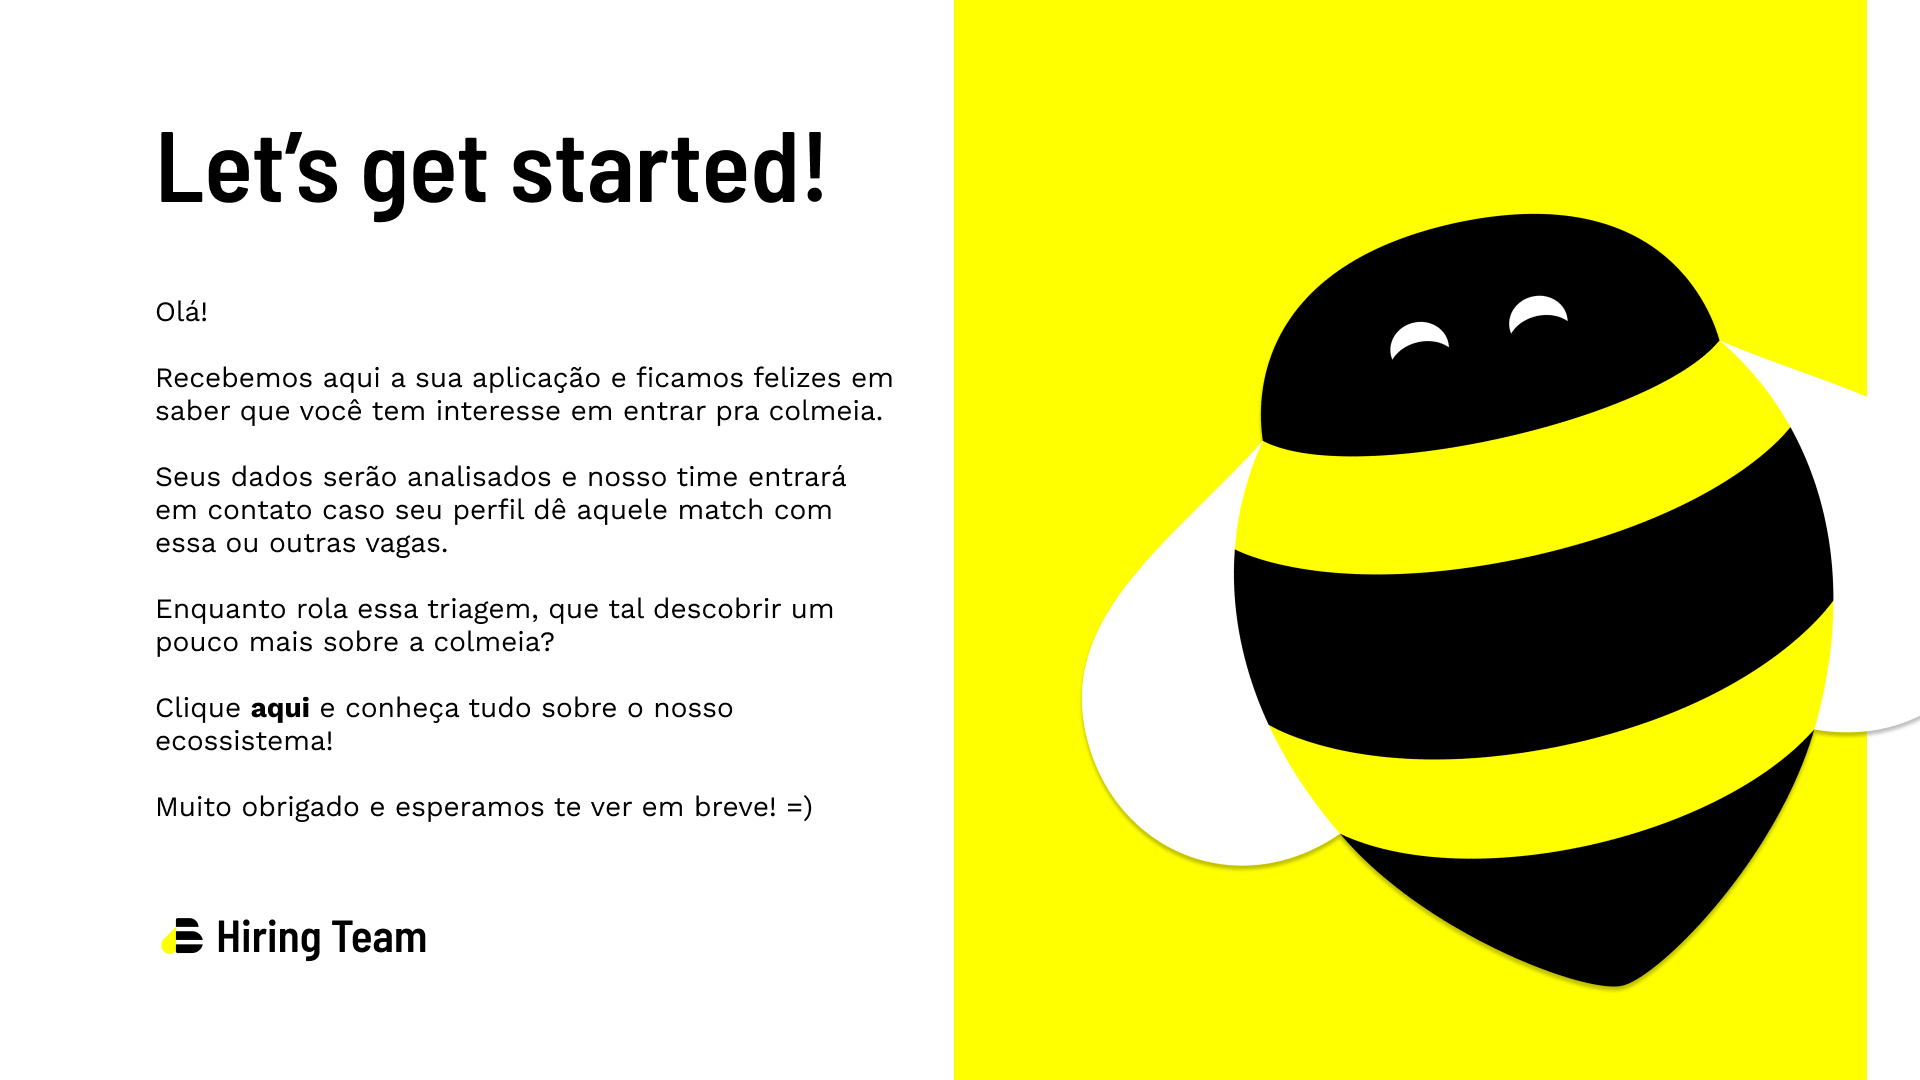 Let’s get started!
Olá!
Recebemos aqui a sua aplicação e ficamos felizes em
saber que você tem interesse em entrar pra colmeia.
Seus dados serão analisados e nosso time entrará
em contato caso seu perfil dê aquele match com
essa ou outras vagas.
Enquanto rola essa triagem, que tal descobrir um
pouco mais sobre a colmeia?
Clique aqui e conheça tudo sobre o nosso
ecossistema!
Muito obrigado e esperamos te ver em breve! =)
Hiring Team